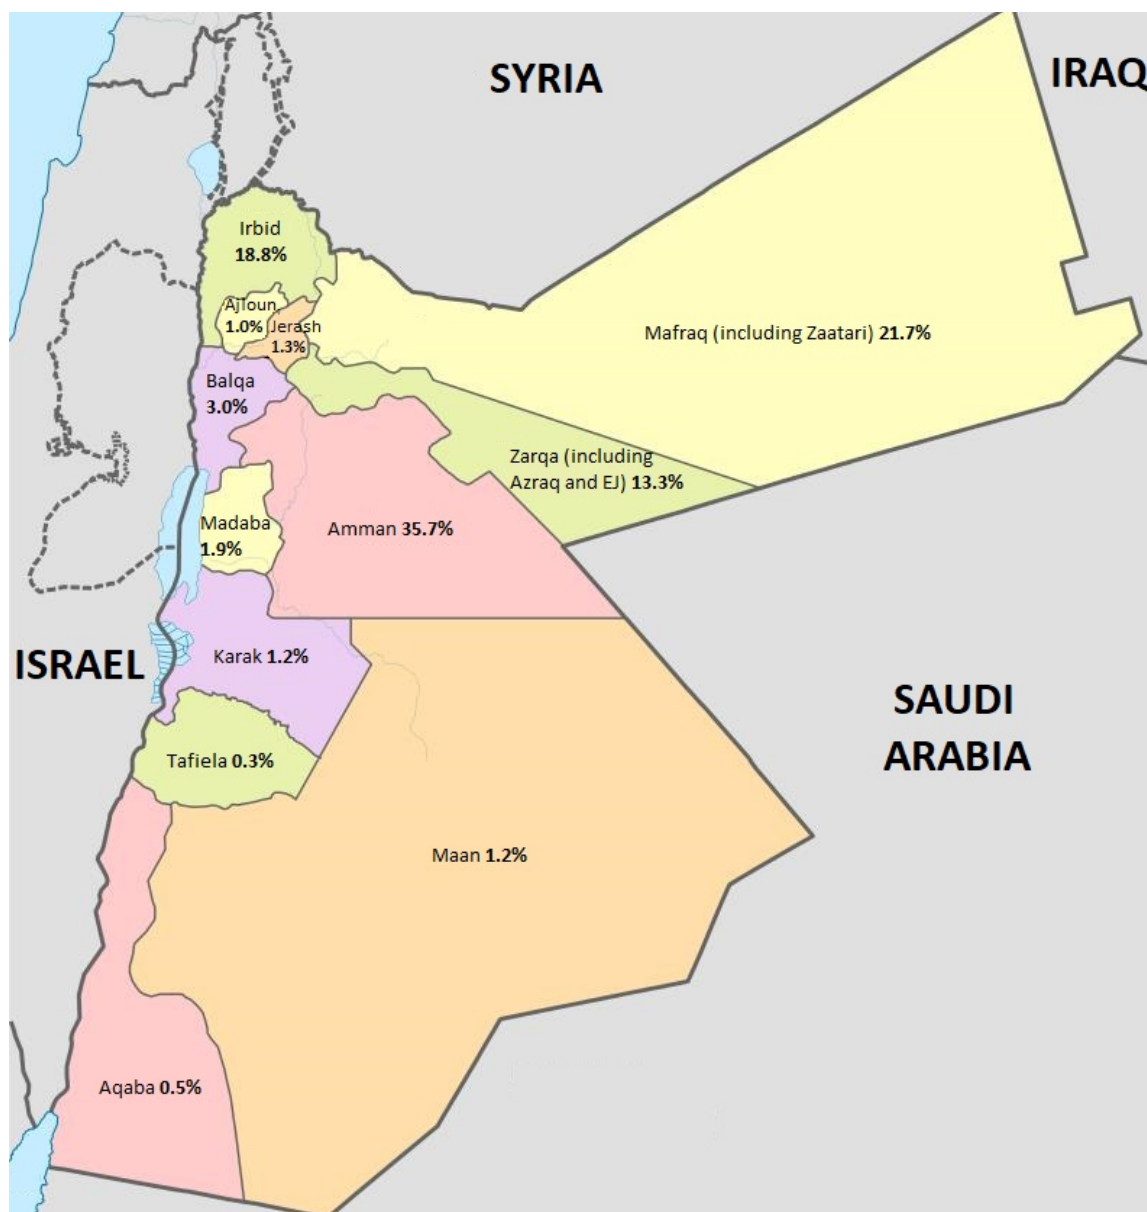 SYRIA
IRAQ
Irbid
18.8%
Ajloun
1.0%
Jerash
1.3%
Mafraq (including Zaatari) 21.7%
Balqa
3.0%
Zarqa (including
Azraq and EJ) 13.3%
Madaba
1.9%
Amman 35.7%
ISRAEL
Karak 1.2%
SAUDI
ARABIA
Tafiela 0.3%
Maan 1.2%
Aqaba 0.5%